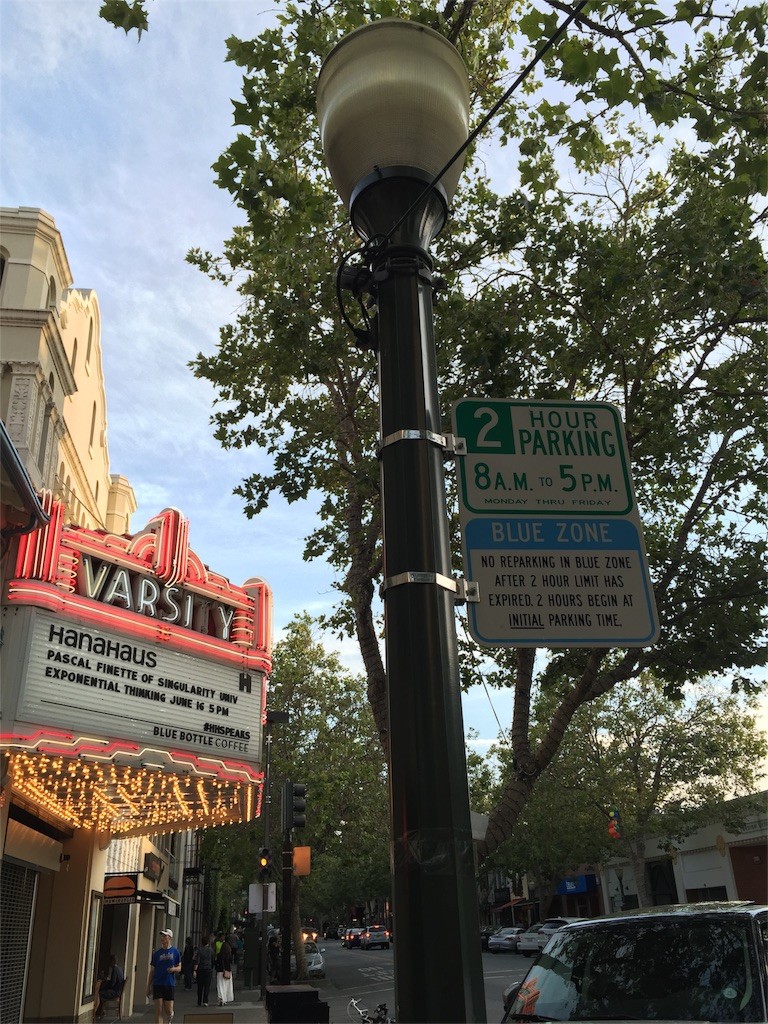 VARSITY
HANAHAUS
PASCAL FINETTE OF SINGULARITY UNIV
EXPONENTIAL THINKING JUNE 16 5PM
#HHSPEAKS
BLUE BOTTLE COFFEE
2 HOUR
PARKING
8 A.M. TO 5 P.M.
MONDAY THRU FRIDAY
BLUE ZONE
NO REPARKING IN BLUE ZONE
AFTER 2 HOUR LIMIT HAS
EXPIRED. 2 HOURS BEGIN AT
INITIAL PARKING TIME.